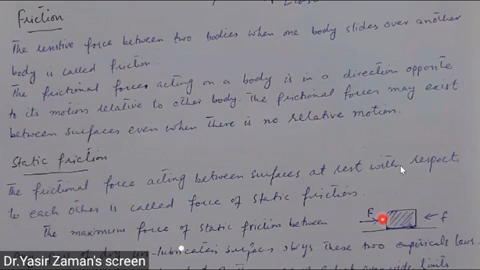 Friction
The resistive force between two bodies when one body slides over another
body is called friction.
The frictional forces acting on a body is in a direction opposite
to its motion relative to other body. The frictional forces may exist
between surfaces even when there is no relative motion.
Static friction
The frictional force acting between surfaces at rest with respect
to each other is called force of static friction.
F
f
The maximum force of static friction between
un-lubricated surfaces obeys these two empirical laws.
limits
Dr.Yasir Zaman's screen